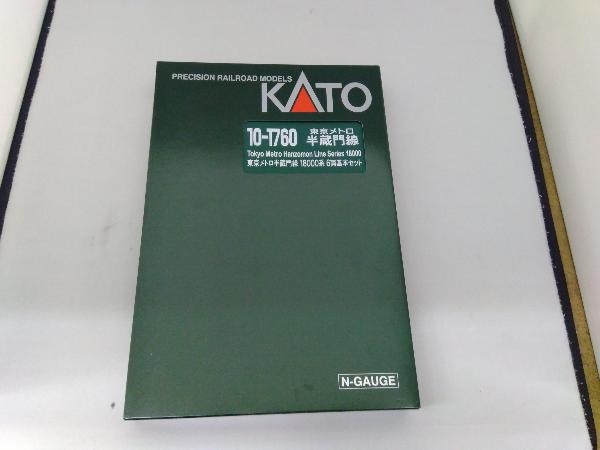 PRECISION RAILROAD MODELS
KATO
10-1760
東京メトロ
半蔵門線
Tokyo Metro Hanzomon Line Series 18000
東京メトロ半蔵門線 18000系 6両基本セット
N-GAUGE